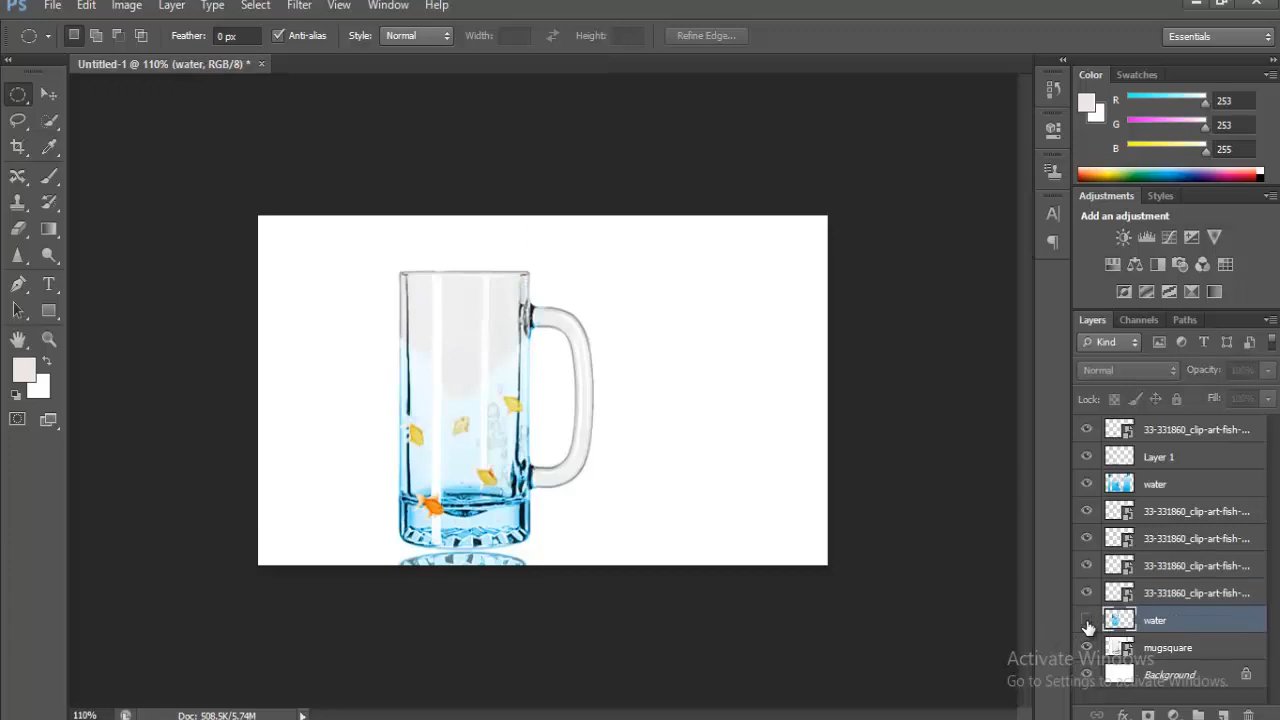 PS File Edit Image Layer Type Select Filter View Window Help
Feather: 0 px Anti-alias Style: Normal Width: Height: Refine Edge... Essentials
Untitled-1 @ 110% (water, RGB/8) * ×
Color Swatches
R 253
G 253
B 255
Adjustments Styles
Add an adjustment
Layers Channels Paths
Kind
Normal Opacity: 100%
Lock: Fill: 100%
33-331860_clip-art-fish-...
Layer 1
water
33-331860_clip-art-fish-...
33-331860_clip-art-fish-...
33-331860_clip-art-fish-...
33-331860_clip-art-fish-...
water
mugsquare
Background
Activate Windows
Go to Settings to activate Windows.
110% Doc: 508.5K/5.74M